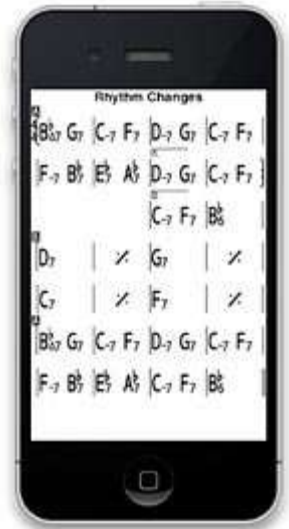 Rhythm Changes
B♭Δ7 G7 | C-7 F7 | D-7 G7 | C-7 F7
F-7 B♭7 | E♭7 A♭7 | D-7 G7 | C-7 F7
C-7 F7 | B♭6
D7 | 𝄎 | G7 | 𝄎
C7 | 𝄎 | F7 | 𝄎
B♭Δ7 G7 | C-7 F7 | D-7 G7 | C-7 F7
F-7 B♭7 | E♭7 A♭7 | C-7 F7 | B♭6